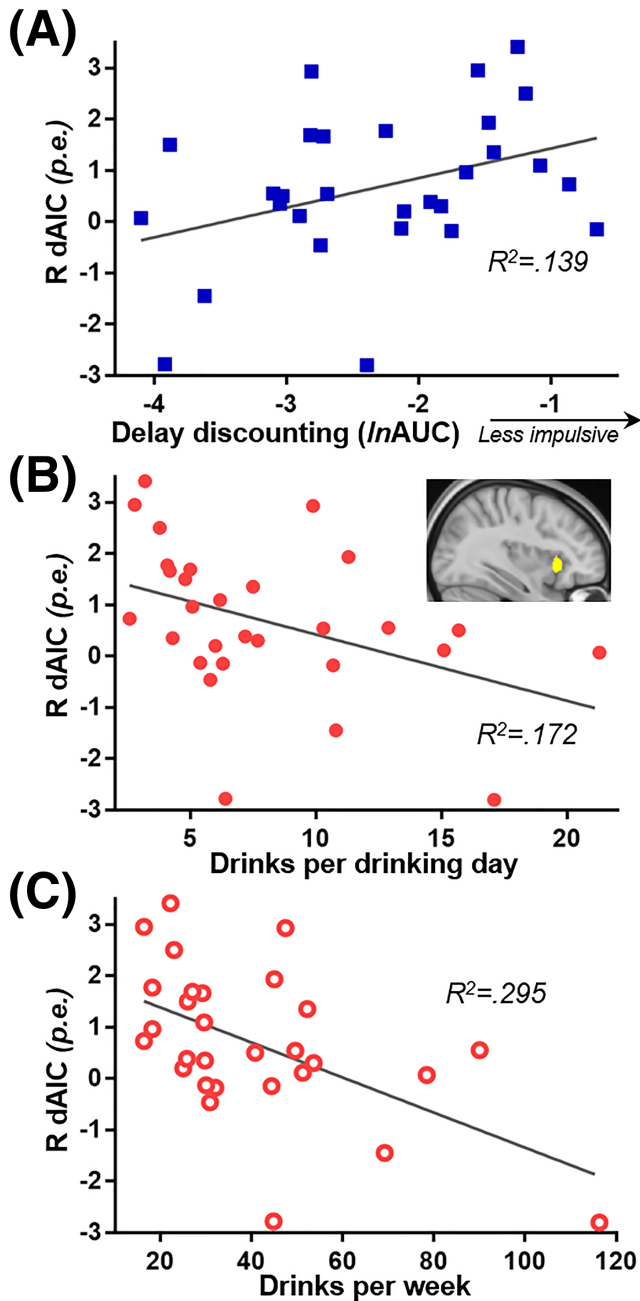 (A)
R dAIC (p.e.)
3
2
1
0
-1
-2
-3
R²=.139
-4 -3 -2 -1
Delay discounting (lnAUC)
Less impulsive
(B)
R dAIC (p.e.)
3
2
1
0
-1
-2
-3
R²=.172
5 10 15 20
Drinks per drinking day
(C)
R dAIC (p.e.)
3
2
1
0
-1
-2
-3
R²=.295
20 40 60 80 100 120
Drinks per week